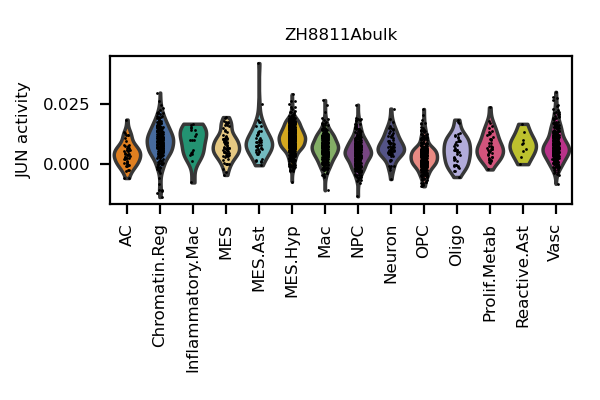 ZH8811Abulk
JUN activity
0.025
0.000
AC
Chromatin.Reg
Inflammatory.Mac
MES
MES.Ast
MES.Hyp
Mac
NPC
Neuron
OPC
Oligo
Prolif.Metab
Reactive.Ast
Vasc